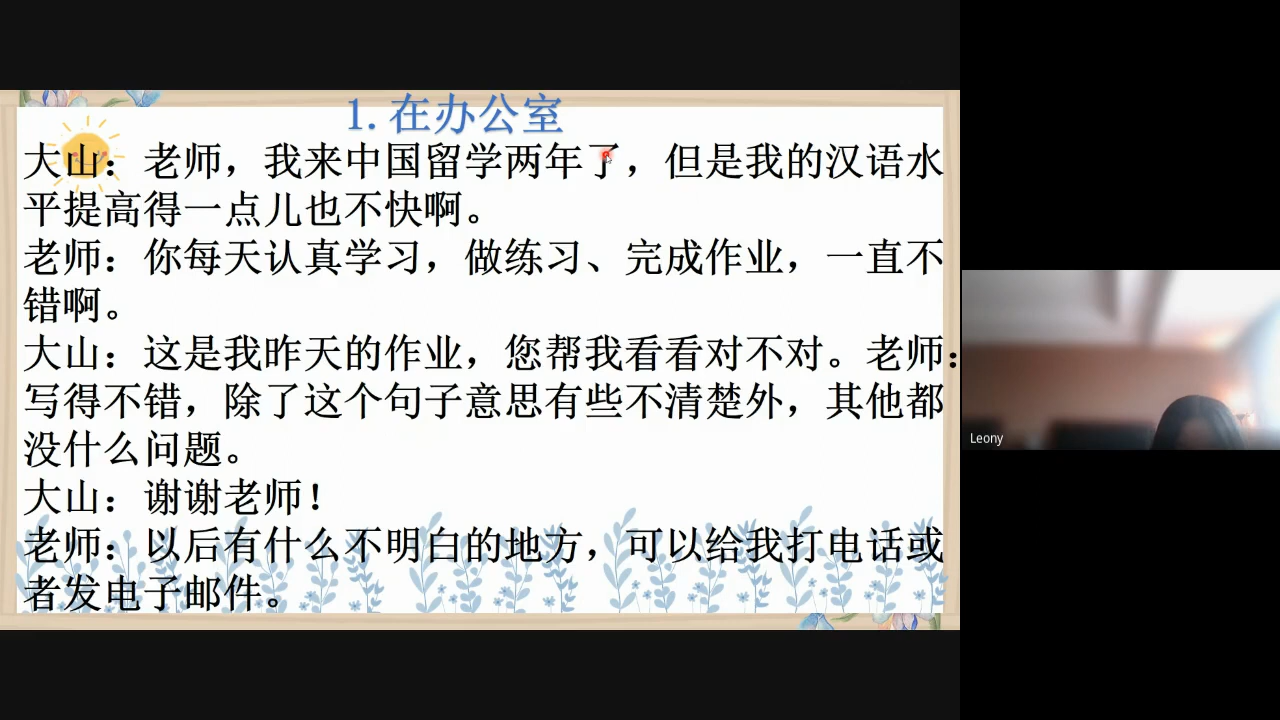 1. 在办公室
大山：老师，我来中国留学两年了，但是我的汉语水
平提高得一点儿也不快啊。
老师：你每天认真学习，做练习、完成作业，一直不
错啊。
大山：这是我昨天的作业，您帮我看看对不对。老师：
写得不错，除了这个句子意思有些不清楚外，其他都
没什么问题。
大山：谢谢老师！
老师：以后有什么不明白的地方，可以给我打电话或
者发电子邮件。
Leony